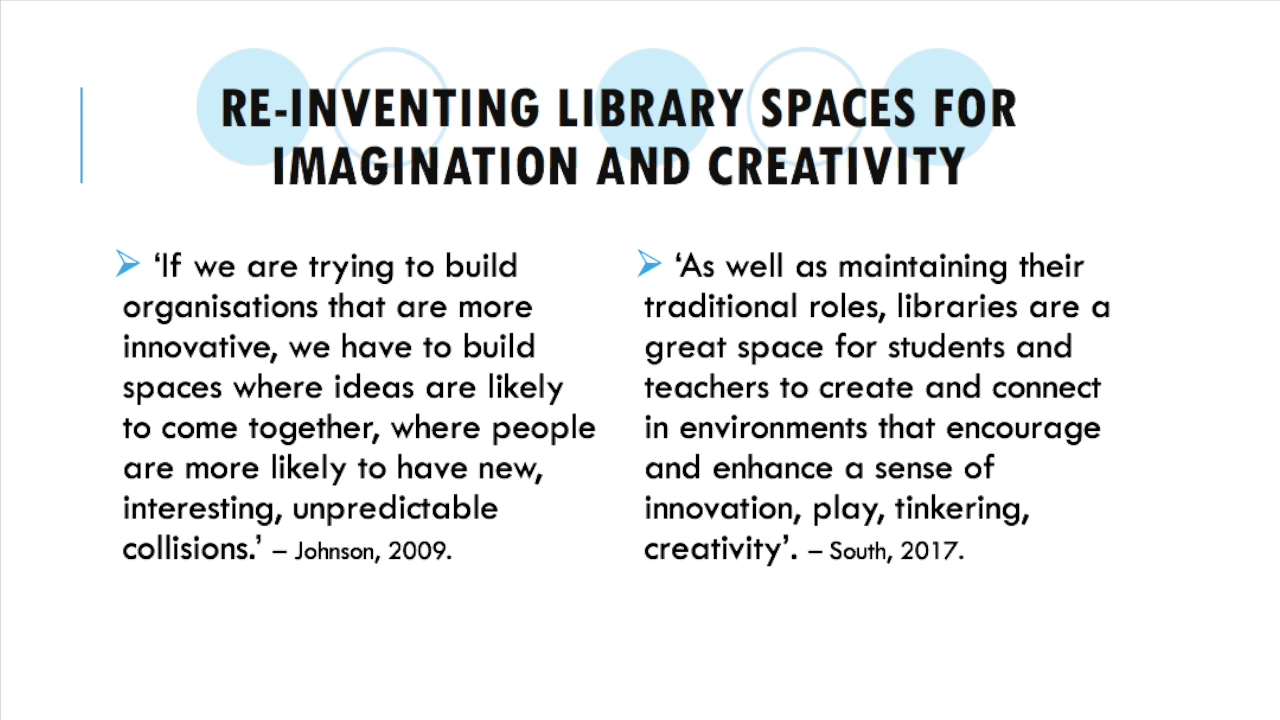 RE-INVENTING LIBRARY SPACES FOR
IMAGINATION AND CREATIVITY
‘If we are trying to build
organisations that are more
innovative, we have to build
spaces where ideas are likely
to come together, where people
are more likely to have new,
interesting, unpredictable
collisions.’ – Johnson, 2009.
‘As well as maintaining their
traditional roles, libraries are a
great space for students and
teachers to create and connect
in environments that encourage
and enhance a sense of
innovation, play, tinkering,
creativity’. – South, 2017.